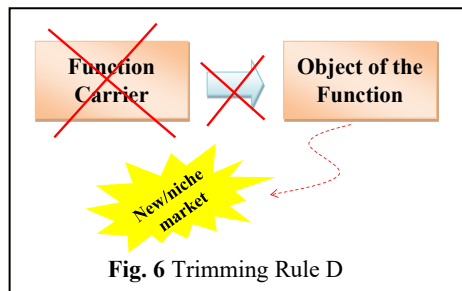 Function
Carrier
Object of the
Function
New/niche
market
Fig. 6 Trimming Rule D